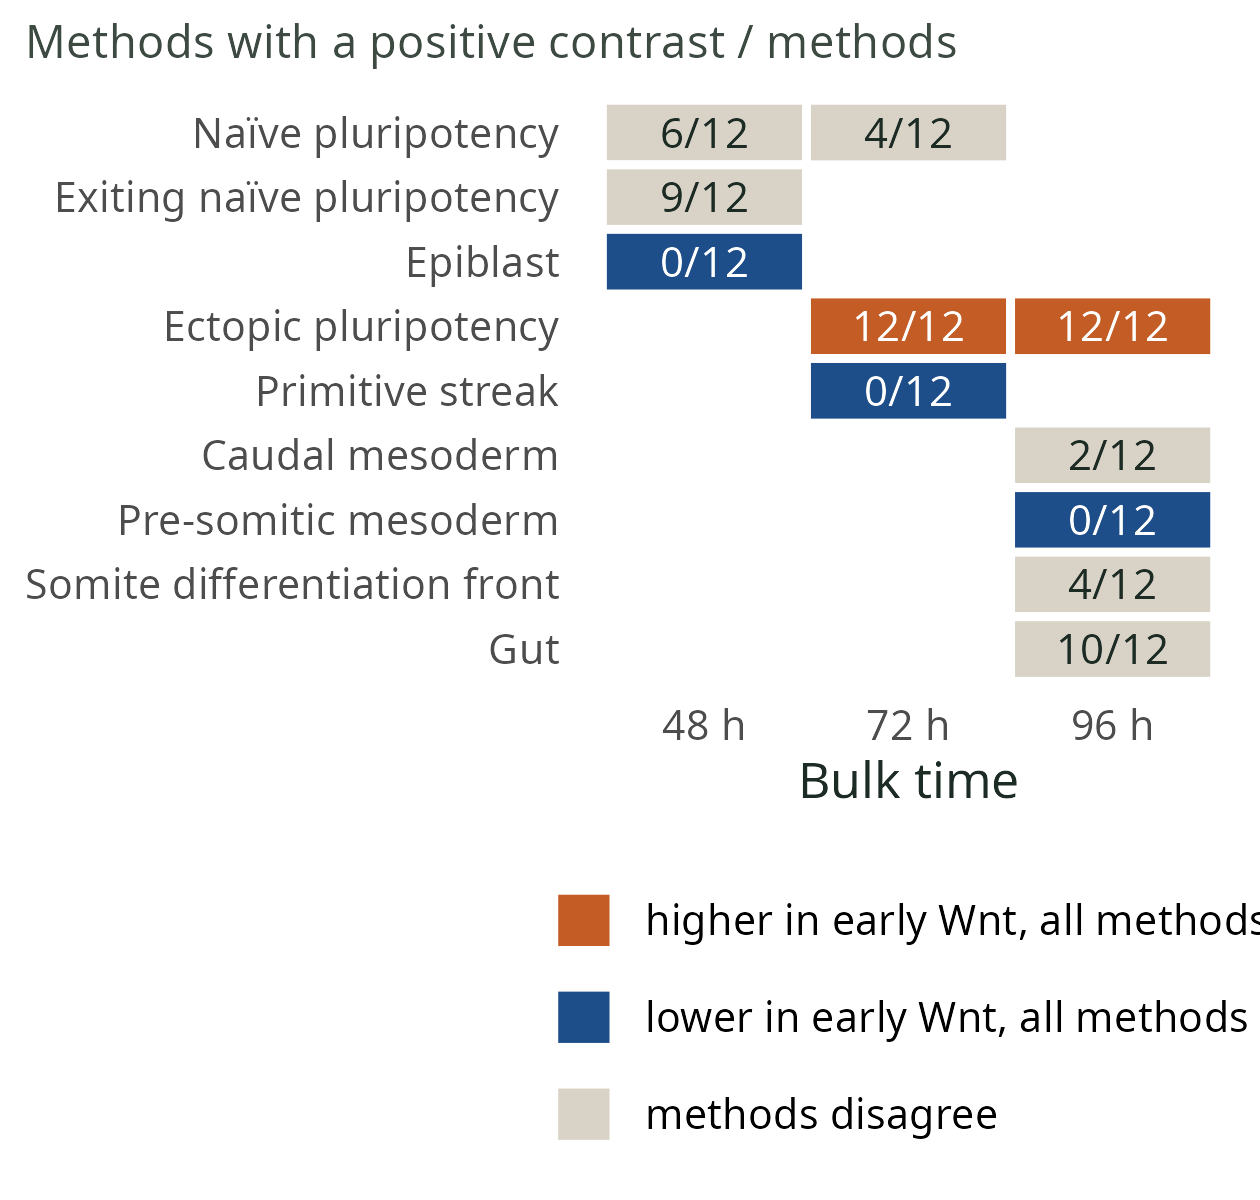 Methods with a positive contrast / methods
Naïve pluripotency 6/12 4/12
Exiting naïve pluripotency 9/12
Epiblast 0/12
Ectopic pluripotency 12/12 12/12
Primitive streak 0/12
Caudal mesoderm 2/12
Pre-somitic mesoderm 0/12
Somite differentiation front 4/12
Gut 10/12
48 h 72 h 96 h
Bulk time
higher in early Wnt, all methods
lower in early Wnt, all methods
methods disagree